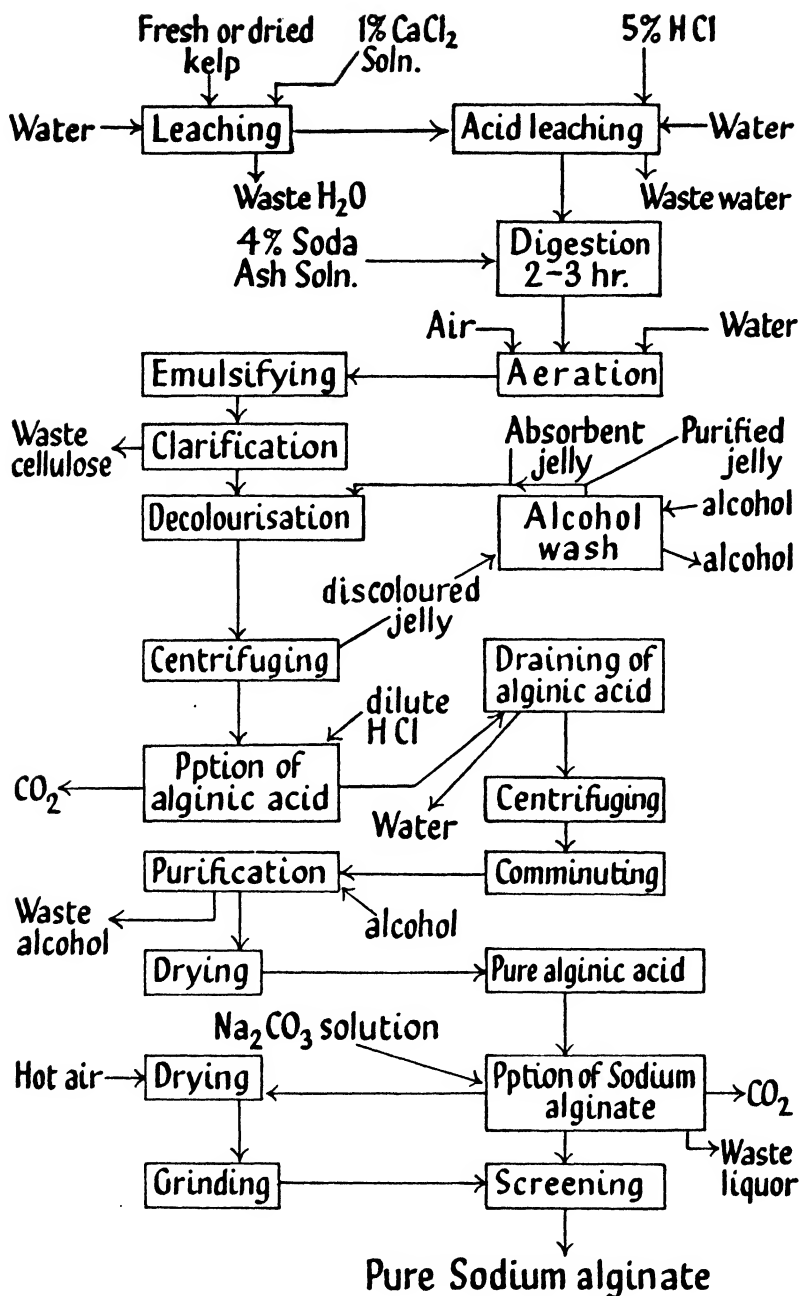 Fresh or dried
kelp
1% CaCl2
Soln.
5% HCl
Water
Leaching
Acid leaching
Water
Waste H2O
Waste water
4% Soda
Ash Soln.
Digestion
2-3 hr.
Air
Water
Emulsifying
Aeration
Waste
cellulose
Clarification
Absorbent
jelly
Purified
jelly
Decolourisation
Alcohol
wash
alcohol
alcohol
discoloured
jelly
Centrifuging
Draining of
alginic acid
dilute
HCl
CO2
Pption of
alginic acid
Water
Centrifuging
Purification
Comminuting
Waste
alcohol
alcohol
Drying
Pure alginic acid
Na2CO3 solution
Hot air
Drying
Pption of Sodium
alginate
CO2
Waste
liquor
Grinding
Screening
Pure Sodium alginate